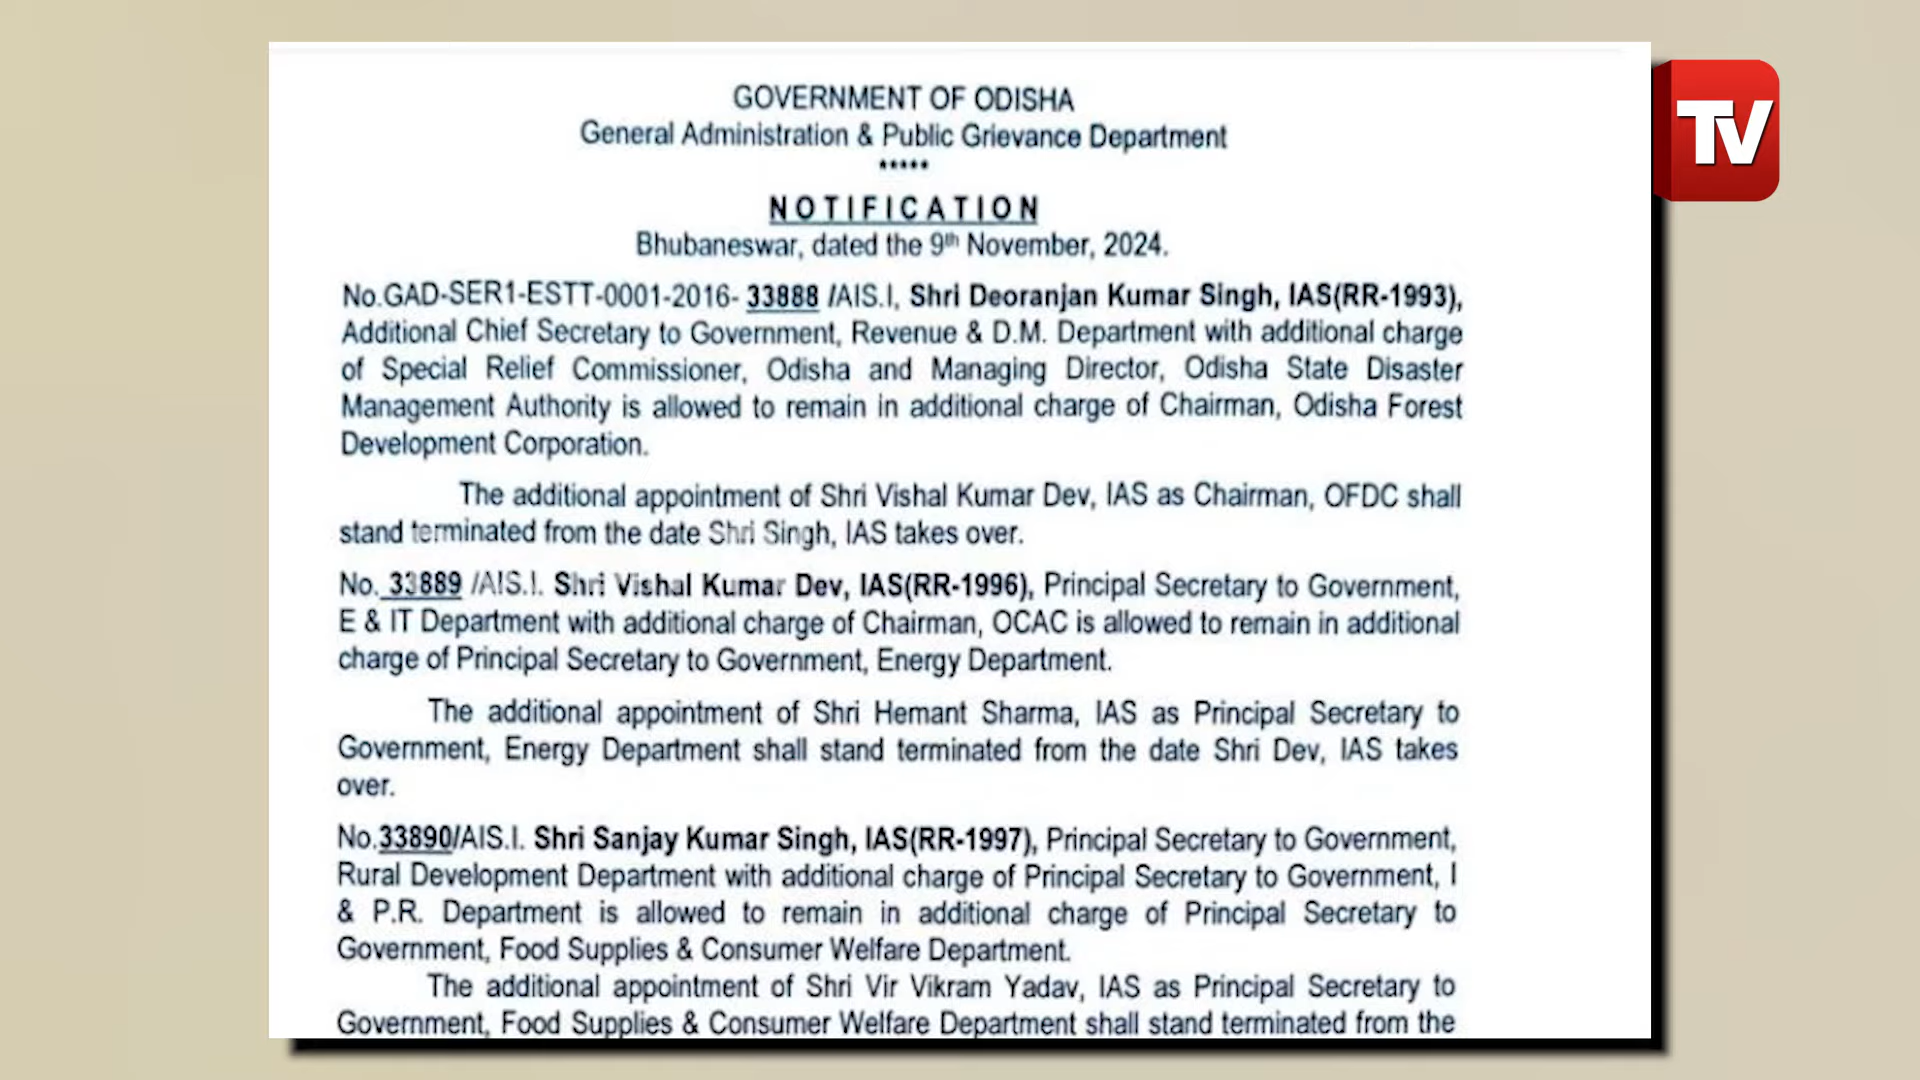 GOVERNMENT OF ODISHA
General Administration & Public Grievance Department
*****
NOTIFICATION
Bhubaneswar, dated the 9th November, 2024.
No.GAD-SER1-ESTT-0001-2016- 33888 /AIS.I, Shri Deoranjan Kumar Singh, IAS(RR-1993),
Additional Chief Secretary to Government, Revenue & D.M. Department with additional charge
of Special Relief Commissioner, Odisha and Managing Director, Odisha State Disaster
Management Authority is allowed to remain in additional charge of Chairman, Odisha Forest
Development Corporation.
The additional appointment of Shri Vishal Kumar Dev, IAS as Chairman, OFDC shall
stand terminated from the date Shri Singh, IAS takes over.
No. 33889 /AIS.I. Shri Vishal Kumar Dev, IAS(RR-1996), Principal Secretary to Government,
E & IT Department with additional charge of Chairman, OCAC is allowed to remain in additional
charge of Principal Secretary to Government, Energy Department.
The additional appointment of Shri Hemant Sharma, IAS as Principal Secretary to
Government, Energy Department shall stand terminated from the date Shri Dev, IAS takes
over.
No.33890/AIS.I. Shri Sanjay Kumar Singh, IAS(RR-1997), Principal Secretary to Government,
Rural Development Department with additional charge of Principal Secretary to Government, I
& P.R. Department is allowed to remain in additional charge of Principal Secretary to
Government, Food Supplies & Consumer Welfare Department.
The additional appointment of Shri Vir Vikram Yadav, IAS as Principal Secretary to
Government, Food Supplies & Consumer Welfare Department shall stand terminated from the
TV